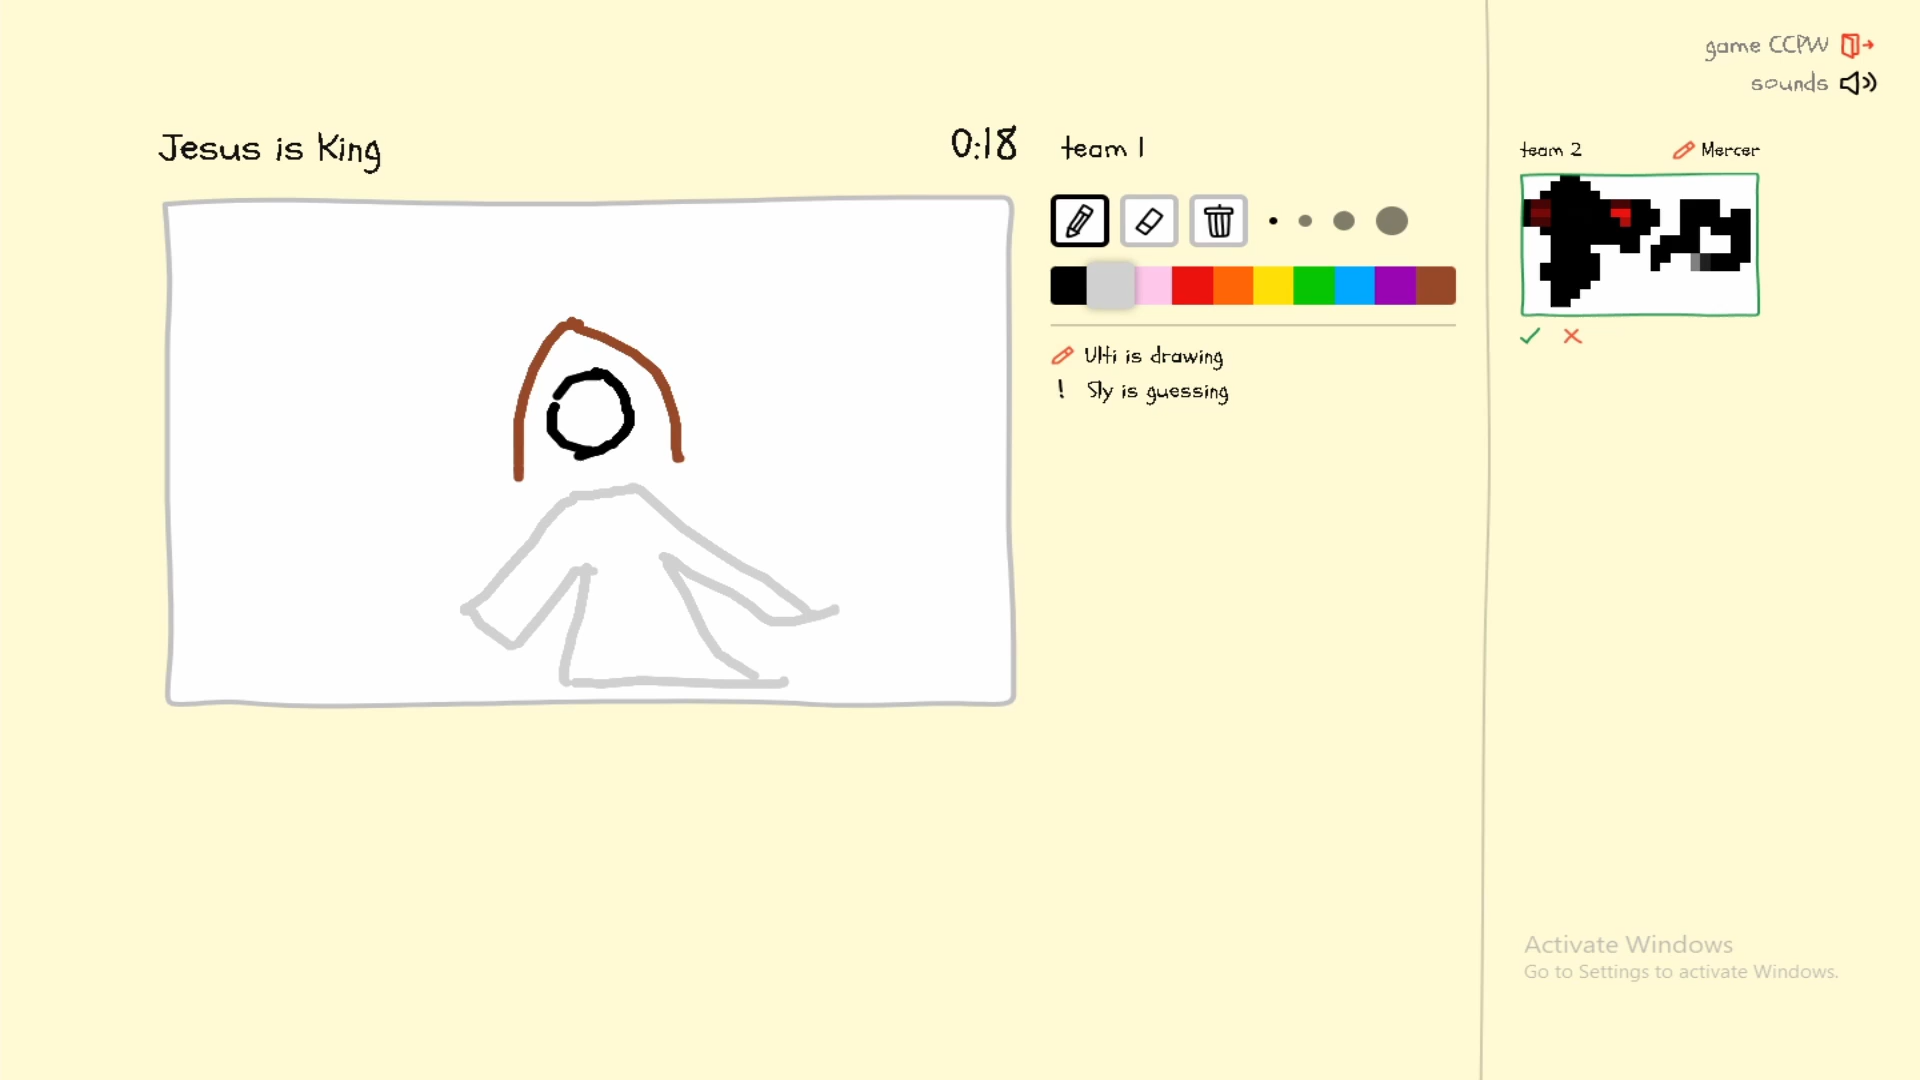 game CCPW
sounds
Jesus is King
0:18
team 1
team 2
Mercer
Ulti is drawing
! Sly is guessing
Activate Windows
Go to Settings to activate Windows.